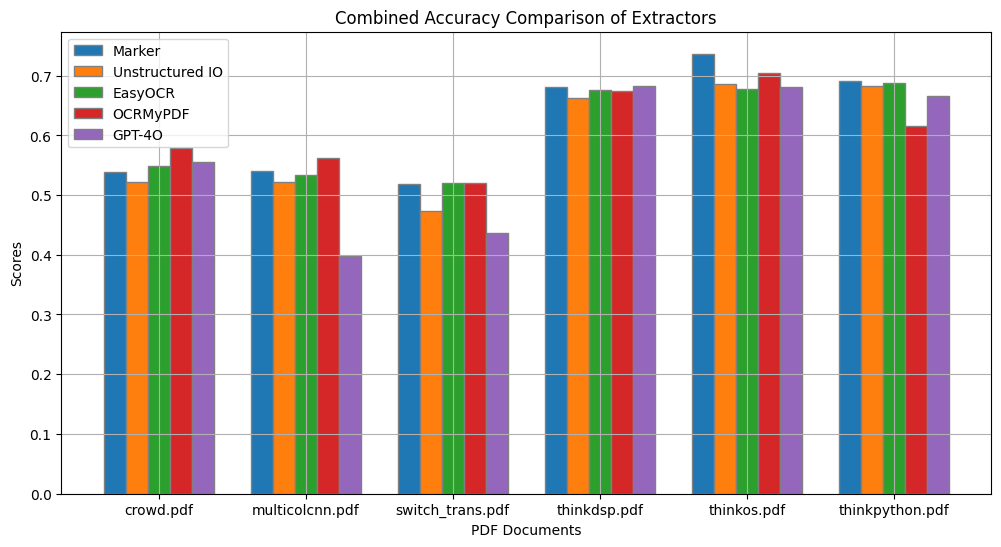 Combined Accuracy Comparison of Extractors
Marker
Unstructured IO
EasyOCR
OCRMyPDF
GPT-4O
Scores
0.7
0.6
0.5
0.4
0.3
0.2
0.1
0.0
crowd.pdf
multicolcnn.pdf
switch_trans.pdf
thinkdsp.pdf
thinkos.pdf
thinkpython.pdf
PDF Documents